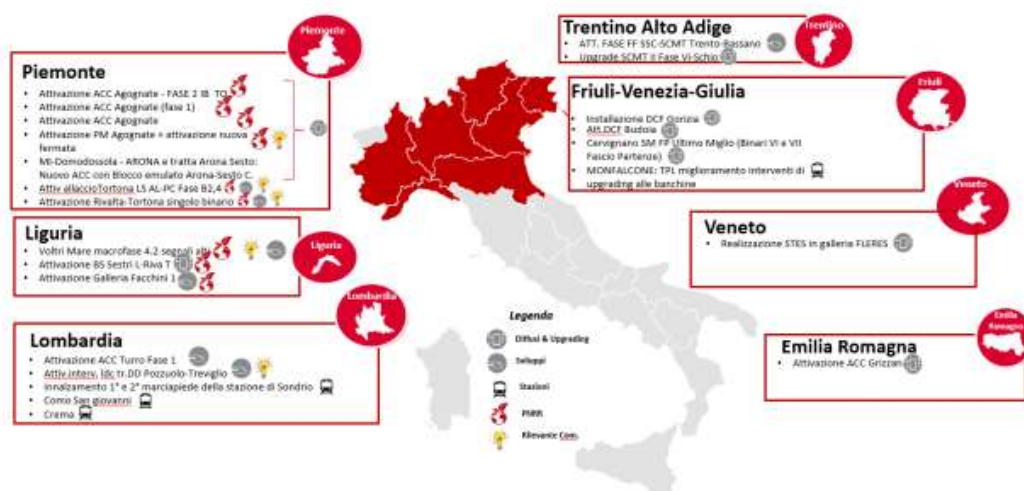 Piemonte
Piemonte
Attivazione ACC Agognate - FASE 2 IB TO
Attivazione ACC Agognate (fase 1)
Attivazione ACC Agognate
Attivazione PM Agognate + attivazione nuova
fermata
MI-Domodossola - ARONA e tratta Arona Sesto:
Nuovo ACC con Blocco emulato Arona-Sesto C.
Attiv allaccioTortona LS AL-PC Fase B2,4
Attivazione Rivalta-Tortona singolo binario
Liguria
Liguria
Voltri Mare macrofase 4.2 segnali alti
Attivazione BS Sestri L-Riva T
Attivazione Galleria Facchini 1
Lombardia
Lombardia
Attivazione ACC Turro Fase 1
Attiv.interv. ldc tr.DD Pozzuolo-Treviglio
Innalzamento 1° e 2° marciapiede della stazione di Sondrio
Como San giovanni
Crema
Trentino Alto Adige
Trentino
ATT. FASE FF SSC-SCMT Trento-Bassano
Upgrade SCMT II Fase VI-Schio
Friuli-Venezia-Giulia
Friuli
Installazione DCF Gorizia
Att.DCF Budoia
Cervignano SM FP Ultimo Miglio (Binari VI e VII
Fascio Partenze)
MONFALCONE: TPL miglioramento interventi di
upgrading alle banchine
Veneto
Veneto
Realizzazione STES in galleria FLERES
Emilia Romagna
Emilia
Romagna
Attivazione ACC Grizzan
Legenda
Diffusi & Upgrading
Sviluppi
Stazioni
PNRR
Rilevante Com.